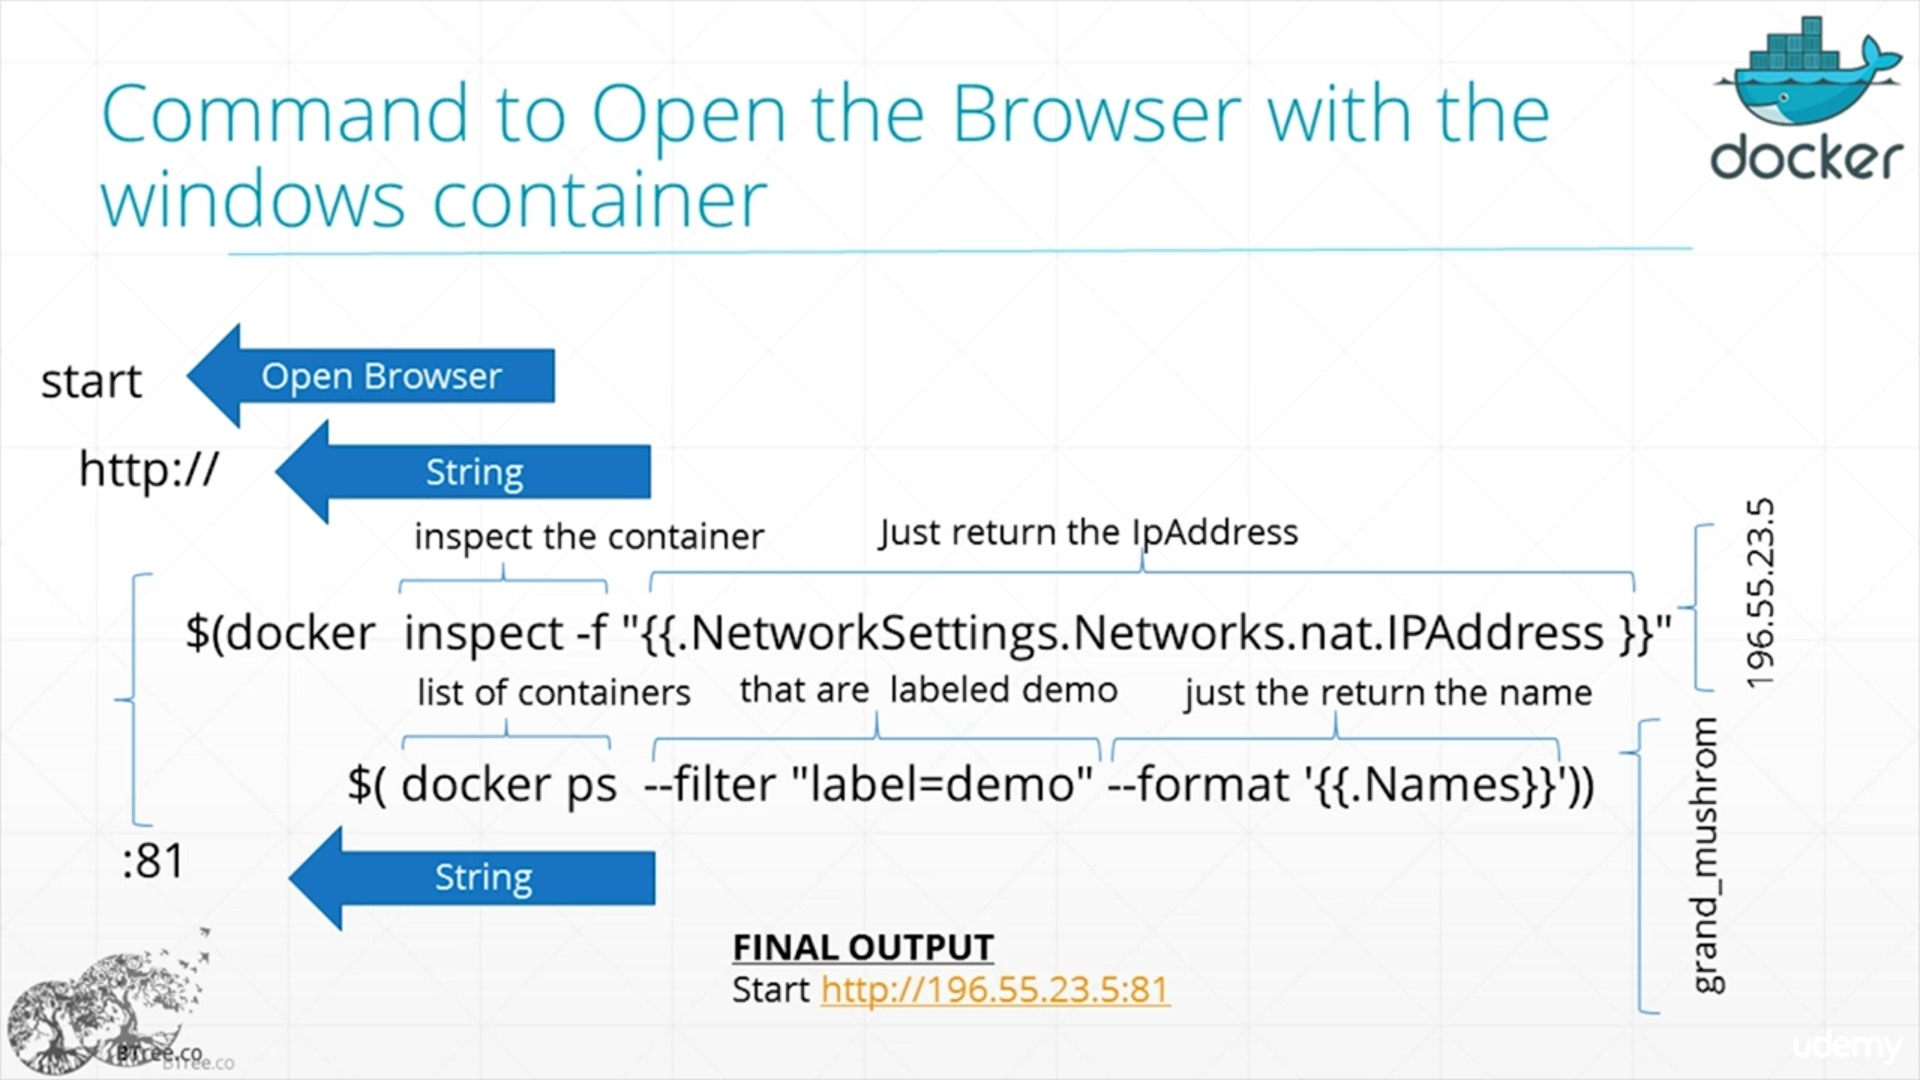 Command to Open the Browser with the
windows container
docker
start
Open Browser
http://
String
inspect the container
Just return the IpAddress
$(docker inspect -f "{{.NetworkSettings.Networks.nat.IPAddress }}"
196.55.23.5
list of containers
that are labeled demo
just the return the name
$( docker ps --filter "label=demo" --format '{{.Names}}'))
grand_mushrom
:81
String
FINAL OUTPUT
Start http://196.55.23.5:81
BTree.co
BTree.co
udemy